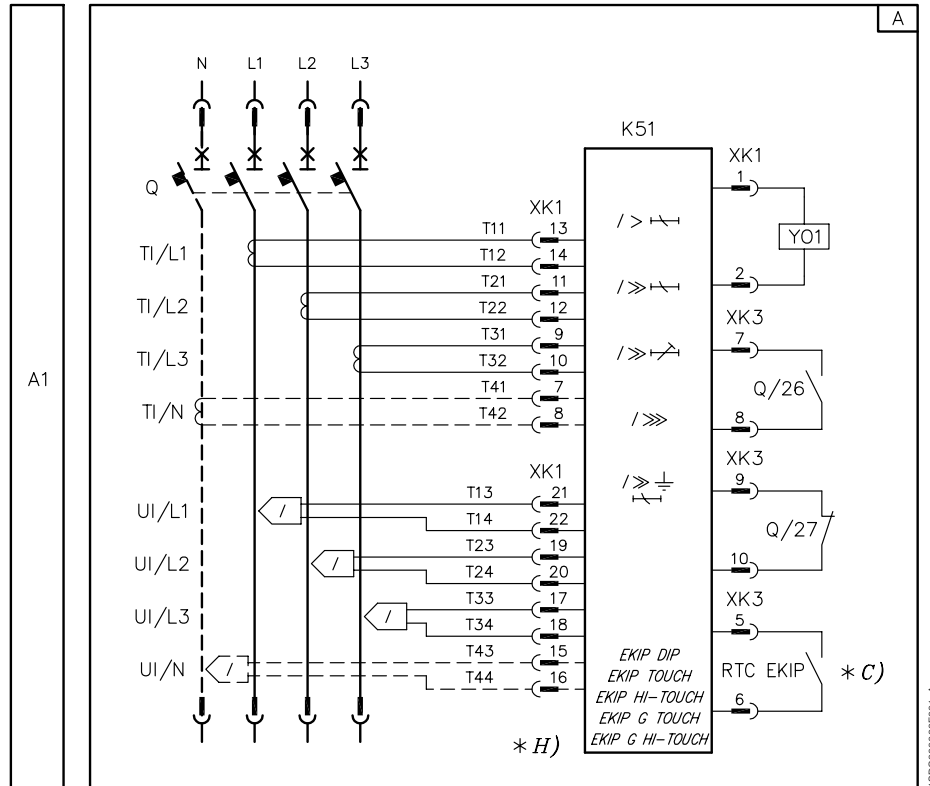 A
N L1 L2 L3
K51
XK1
1
Q
XK1
T11 13
YO1
TI/L1
T12 14
T21 11
2
TI/L2
T22 12
XK3
T31 9
7
TI/L3
T32 10
A1
T41 7
Q/26
TI/N
T42 8
8
XK3
XK1
9
UI/L1
T13 21
T14 22
Q/27
T23 19
UI/L2
T24 20
10
T33 17
XK3
UI/L3
T34 18
5
T43 15
EKIP DIP
UI/N
EKIP TOUCH
RTC EKIP
* C)
T44 16
EKIP HI-TOUCH
6
EKIP G TOUCH
* H)
EKIP G HI-TOUCH